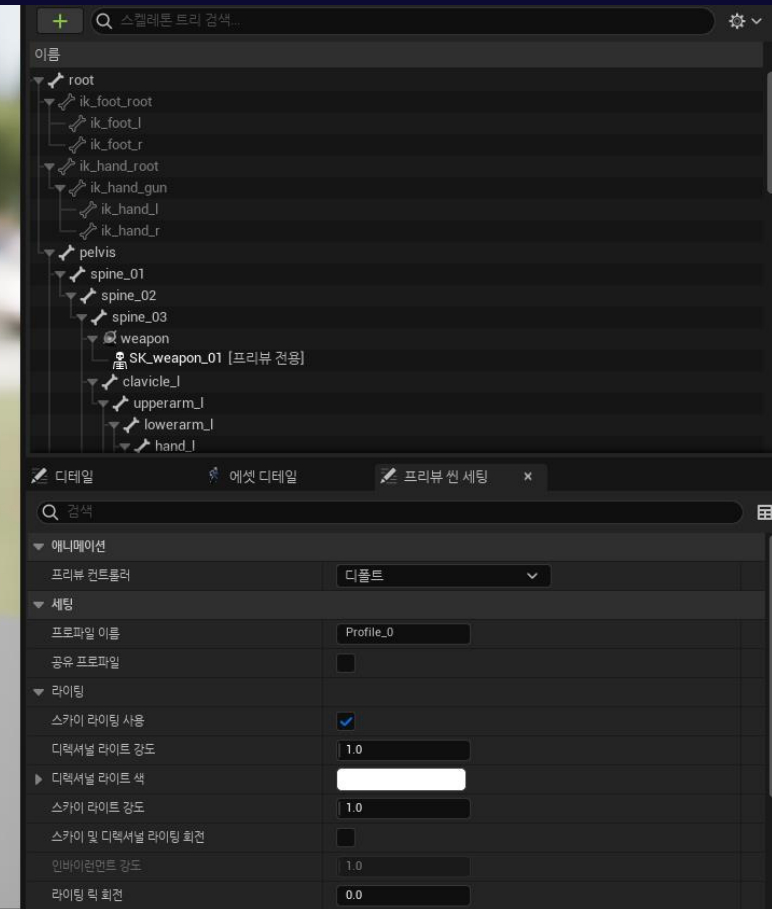 스켈레톤 트리 검색...
이름
root
ik_foot_root
ik_foot_l
ik_foot_r
ik_hand_root
ik_hand_gun
ik_hand_l
ik_hand_r
pelvis
spine_01
spine_02
spine_03
weapon
SK_weapon_01 [프리뷰 전용]
clavicle_l
upperarm_l
lowerarm_l
hand_l
디테일 에셋 디테일 프리뷰 씬 세팅
검색
애니메이션
프리뷰 컨트롤러 디폴트
세팅
프로파일 이름 Profile_0
공유 프로파일
라이팅
스카이 라이팅 사용
디렉셔널 라이트 강도 1.0
디렉셔널 라이트 색
스카이 라이트 강도 1.0
스카이 및 디렉셔널 라이팅 회전
인바이런먼트 강도 1.0
라이팅 릭 회전 0.0